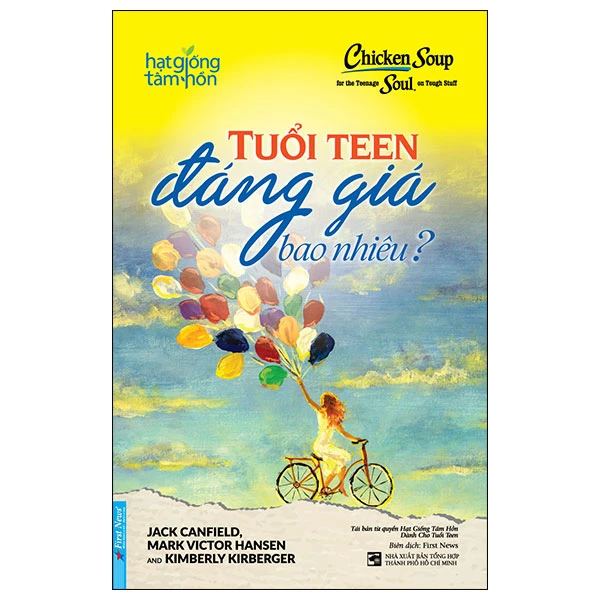 hạt giống
tâm hồn
Chicken Soup
for the Teenage Soul on Tough Stuff
TUỔI TEEN
đáng giá
bao nhiêu?
First News
JACK CANFIELD,
MARK VICTOR HANSEN
AND KIMBERLY KIRBERGER
Tái bản từ quyển Hạt Giống Tâm Hồn
Dành Cho Tuổi Teen
Biên dịch: First News
NHÀ XUẤT BẢN TỔNG HỢP
THÀNH PHỐ HỒ CHÍ MINH